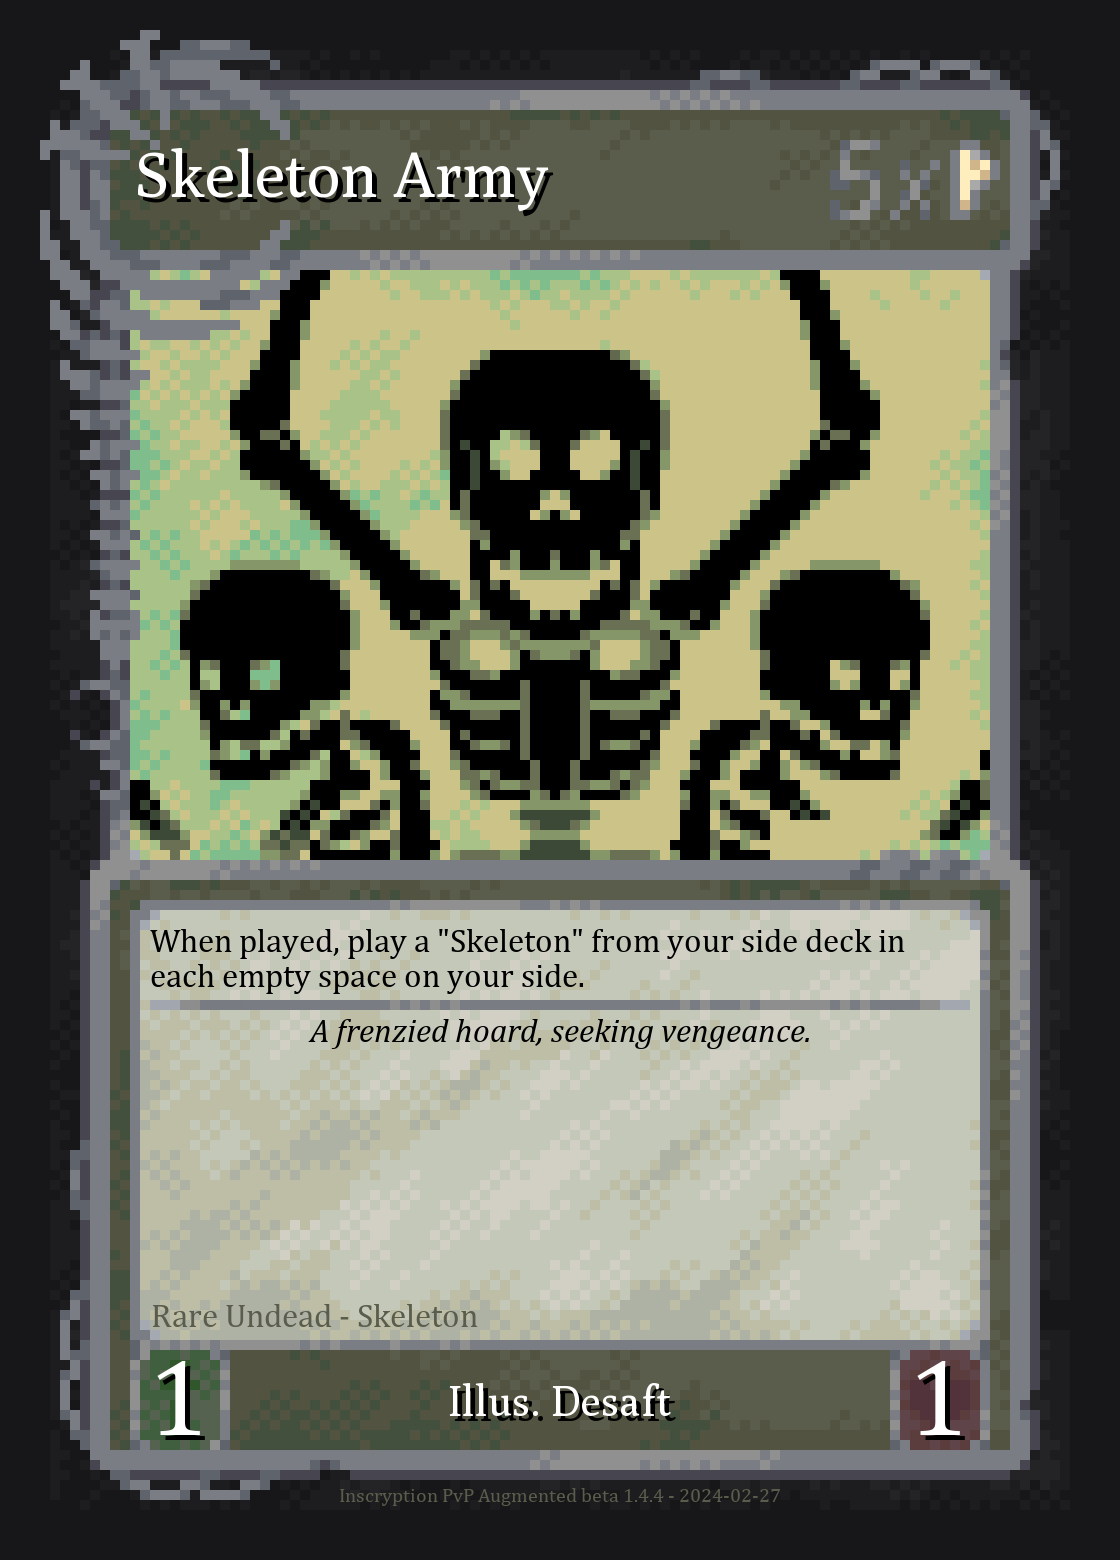 Skeleton Army 5x
When played, play a "Skeleton" from your side deck in
each empty space on your side.
A frenzied hoard, seeking vengeance.
Rare Undead - Skeleton
1 Illus. Desaft 1
Inscryption PvP Augmented beta 1.4.4 - 2024-02-27